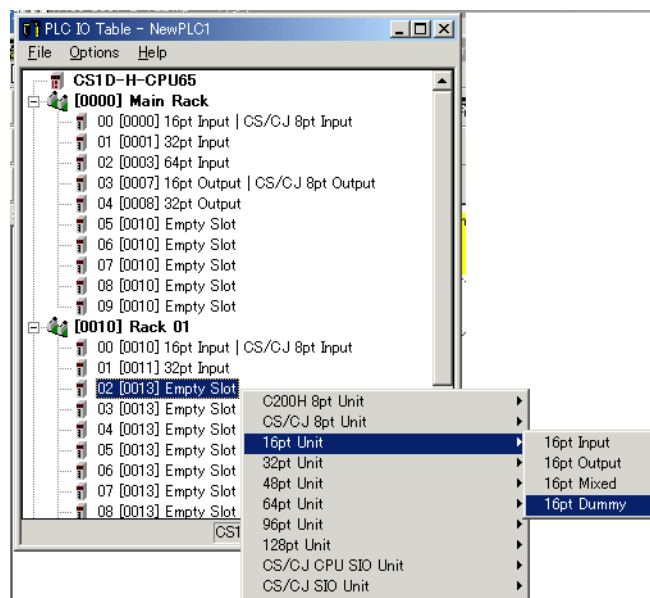 PLC IO Table - NewPLC1
File Options Help
CS1D-H-CPU65
[0000] Main Rack
00 [0000] 16pt Input | CS/CJ 8pt Input
01 [0001] 32pt Input
02 [0003] 64pt Input
03 [0007] 16pt Output | CS/CJ 8pt Output
04 [0008] 32pt Output
05 [0010] Empty Slot
06 [0010] Empty Slot
07 [0010] Empty Slot
08 [0010] Empty Slot
09 [0010] Empty Slot
[0010] Rack 01
00 [0010] 16pt Input | CS/CJ 8pt Input
01 [0011] 32pt Input
02 [0013] Empty Slot
03 [0013] Empty Slot
04 [0013] Empty Slot
05 [0013] Empty Slot
06 [0013] Empty Slot
07 [0013] Empty Slot
08 [0013] Empty Slot
CS1
C200H 8pt Unit
CS/CJ 8pt Unit
16pt Unit
32pt Unit
48pt Unit
64pt Unit
96pt Unit
128pt Unit
CS/CJ CPU SIO Unit
CS/CJ SIO Unit
16pt Input
16pt Output
16pt Mixed
16pt Dummy